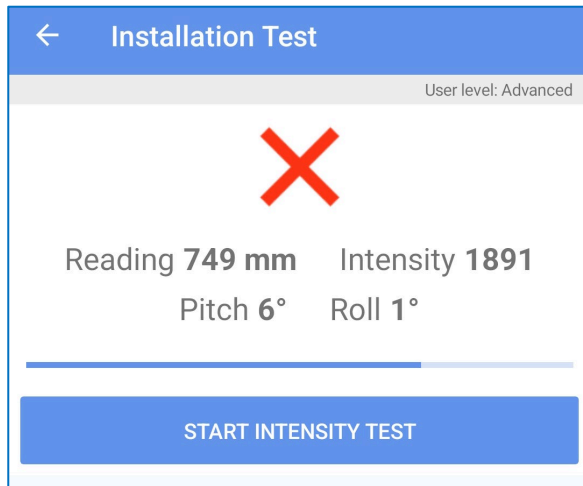 Installation Test
User level: Advanced
Reading 749 mm Intensity 1891
Pitch 6° Roll 1°
START INTENSITY TEST